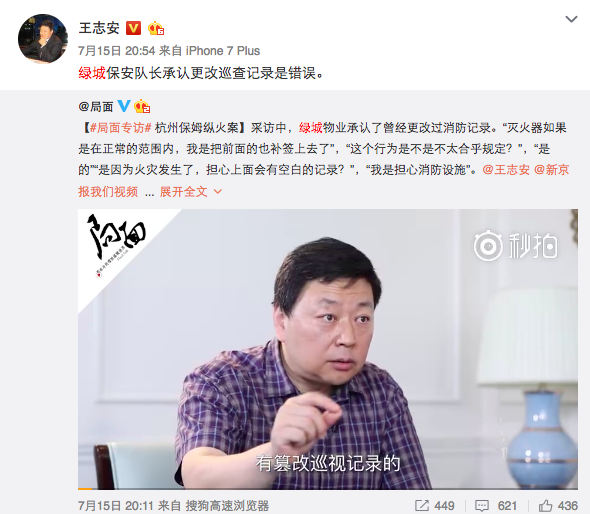 王志安
7月15日 20:54 来自 iPhone 7 Plus
绿城保安队长承认更改巡查记录是错误。
@局面
【#局面专访# 杭州保姆纵火案】采访中，绿城物业承认了曾经更改过消防记录。“灭火器如果
是在正常的范围内，我是把前面的也补签上去了”，“这个行为是不是不太合乎规定？”，“是
的”“是因为火灾发生了，担心上面会有空白的记录？”，“我是担心消防设施”。@王志安 @新京
报我们视频 ... 展开全文
局面
秒拍
有篡改巡视记录的
7月15日 20:11 来自 搜狗高速浏览器
449
621
436